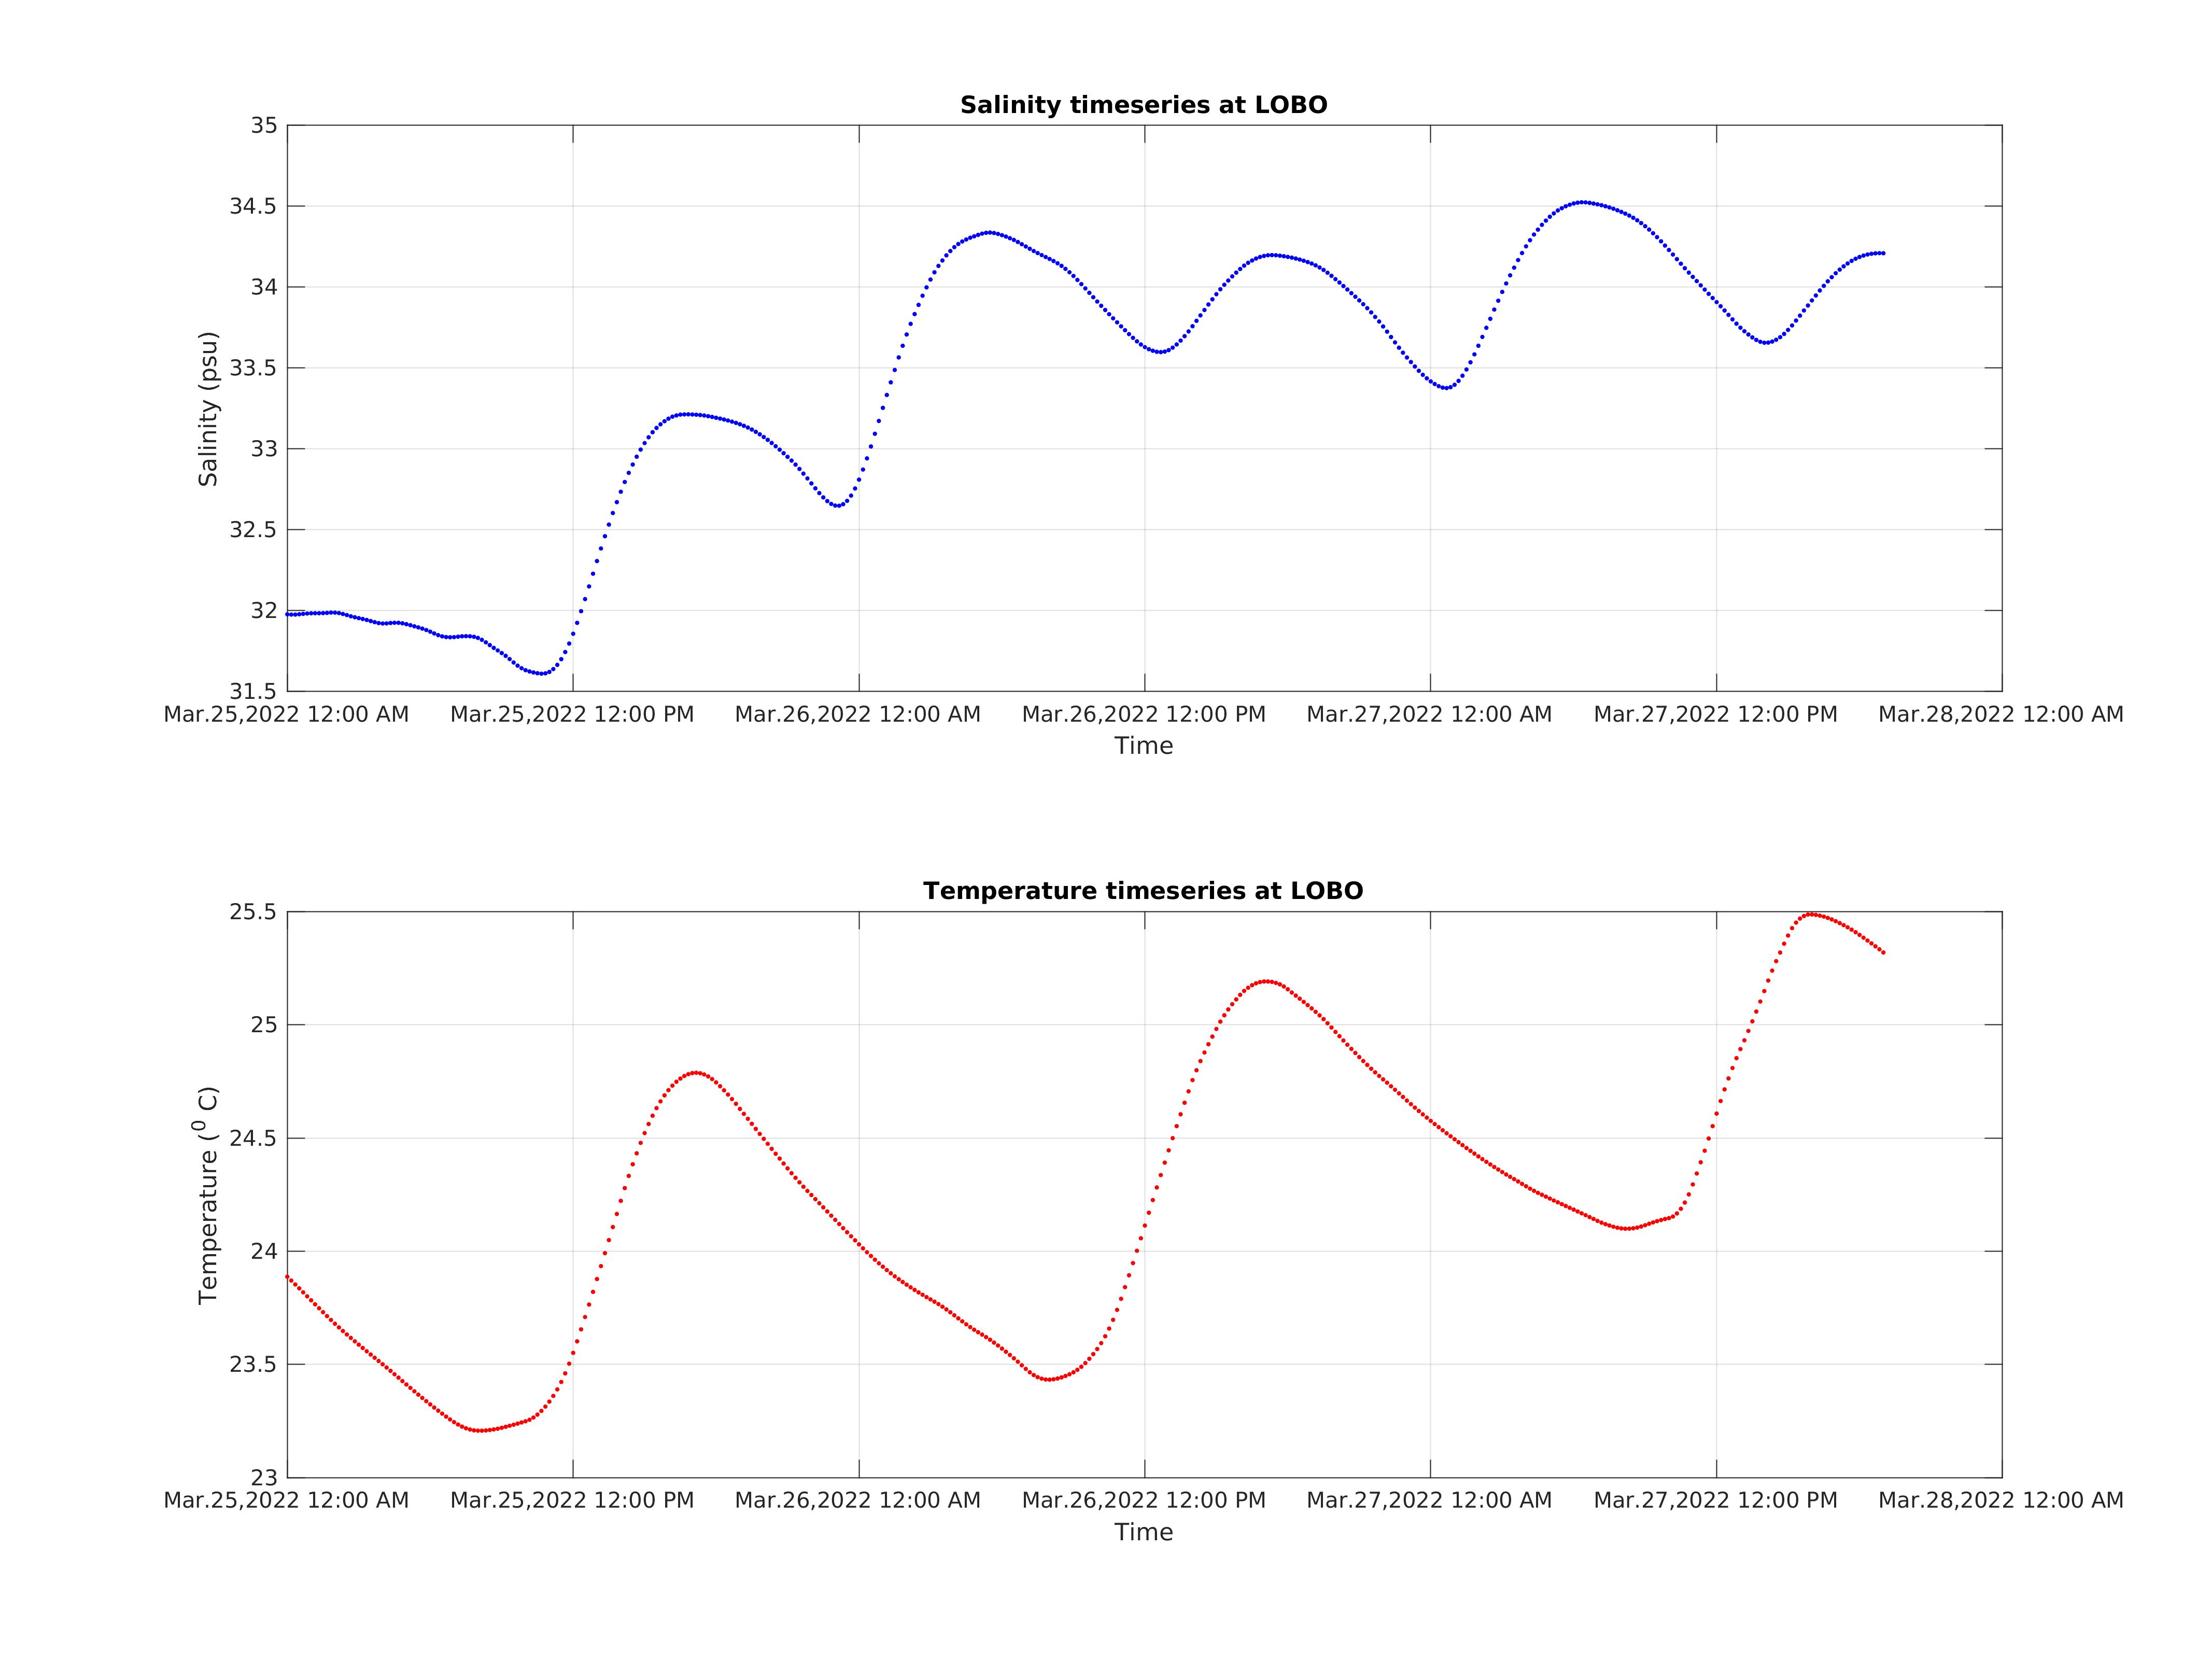 Salinity timeseries at LOBO
35
34.5
34
33.5
33
32.5
32
31.5
Salinity (psu)
Mar.25,2022 12:00 AM Mar.25,2022 12:00 PM Mar.26,2022 12:00 AM Mar.26,2022 12:00 PM Mar.27,2022 12:00 AM Mar.27,2022 12:00 PM Mar.28,2022 12:00 AM
Time
Temperature timeseries at LOBO
25.5
25
24.5
24
23.5
23
Temperature (⁰ C)
Mar.25,2022 12:00 AM Mar.25,2022 12:00 PM Mar.26,2022 12:00 AM Mar.26,2022 12:00 PM Mar.27,2022 12:00 AM Mar.27,2022 12:00 PM Mar.28,2022 12:00 AM
Time